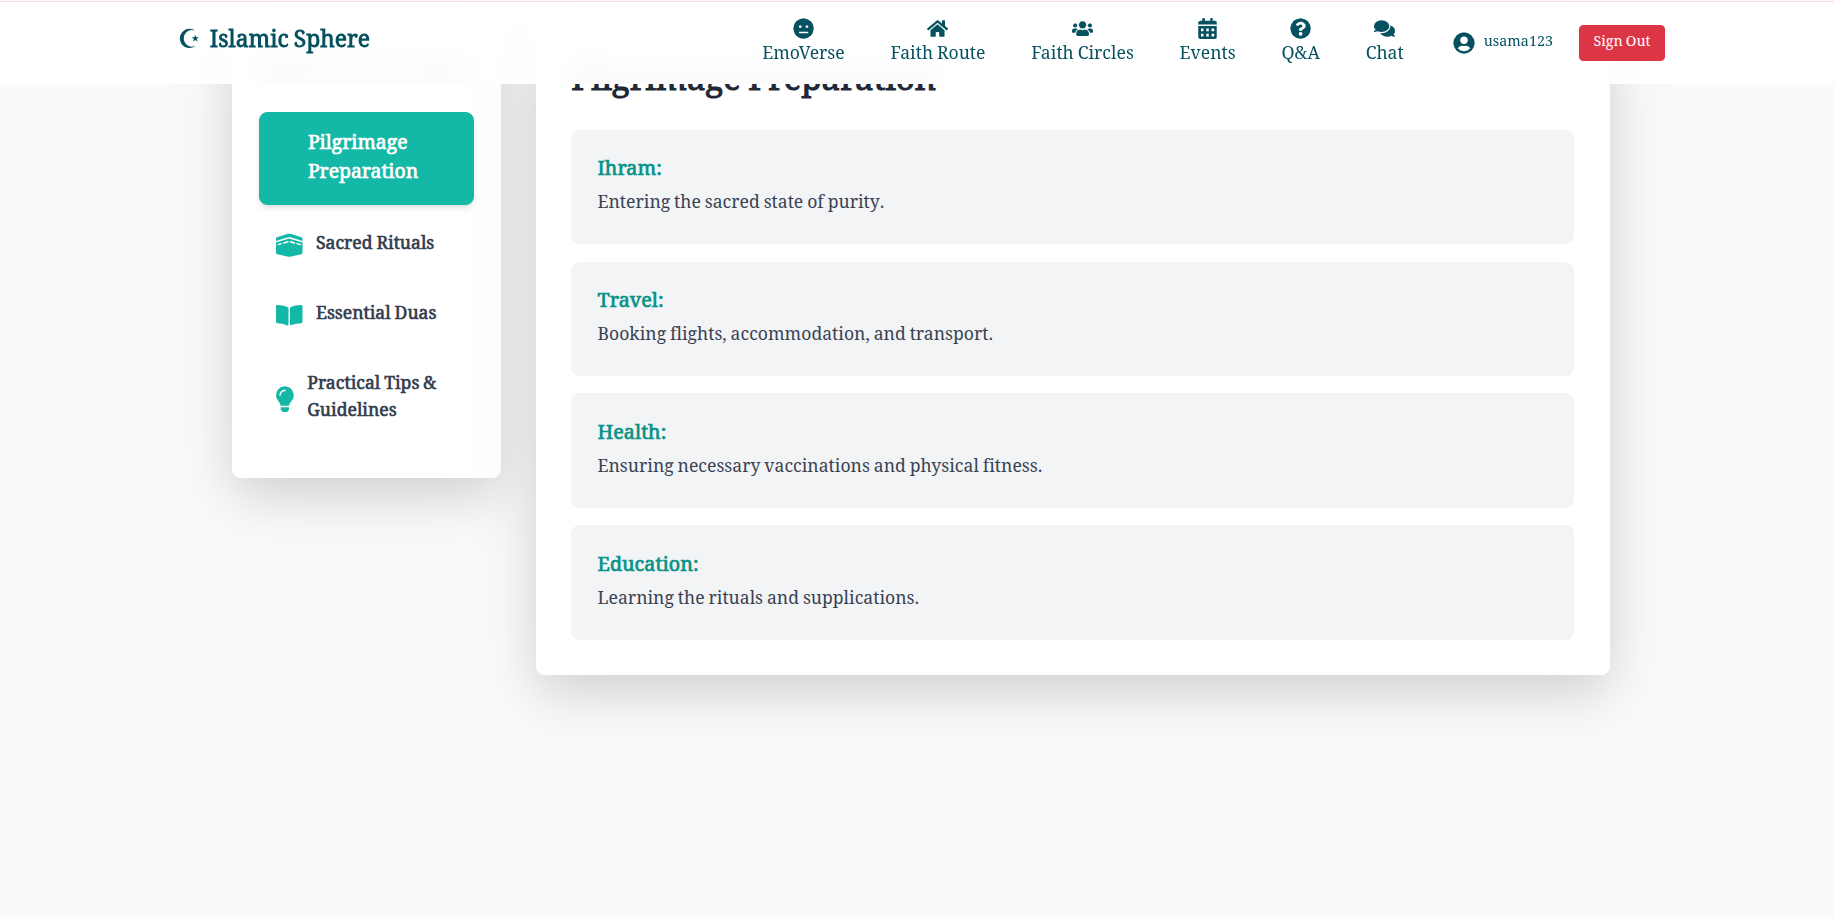 Islamic Sphere
EmoVerse
Faith Route
Faith Circles
Events
Q&A
Chat
usama123
Sign Out
Pilgrimage
Preparation
Sacred Rituals
Essential Duas
Practical Tips &
Guidelines
Pilgrimage Preparation
Ihram:
Entering the sacred state of purity.
Travel:
Booking flights, accommodation, and transport.
Health:
Ensuring necessary vaccinations and physical fitness.
Education:
Learning the rituals and supplications.